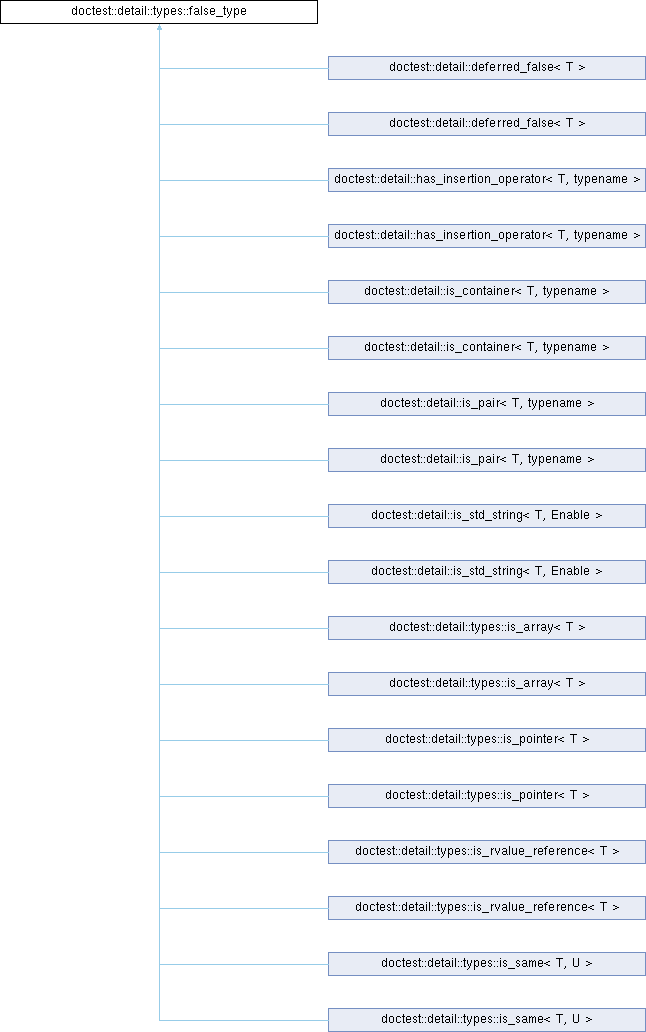 doctest::detail::types::false_type
doctest::detail::deferred_false< T >
doctest::detail::deferred_false< T >
doctest::detail::has_insertion_operator< T, typename >
doctest::detail::has_insertion_operator< T, typename >
doctest::detail::is_container< T, typename >
doctest::detail::is_container< T, typename >
doctest::detail::is_pair< T, typename >
doctest::detail::is_pair< T, typename >
doctest::detail::is_std_string< T, Enable >
doctest::detail::is_std_string< T, Enable >
doctest::detail::types::is_array< T >
doctest::detail::types::is_array< T >
doctest::detail::types::is_pointer< T >
doctest::detail::types::is_pointer< T >
doctest::detail::types::is_rvalue_reference< T >
doctest::detail::types::is_rvalue_reference< T >
doctest::detail::types::is_same< T, U >
doctest::detail::types::is_same< T, U >